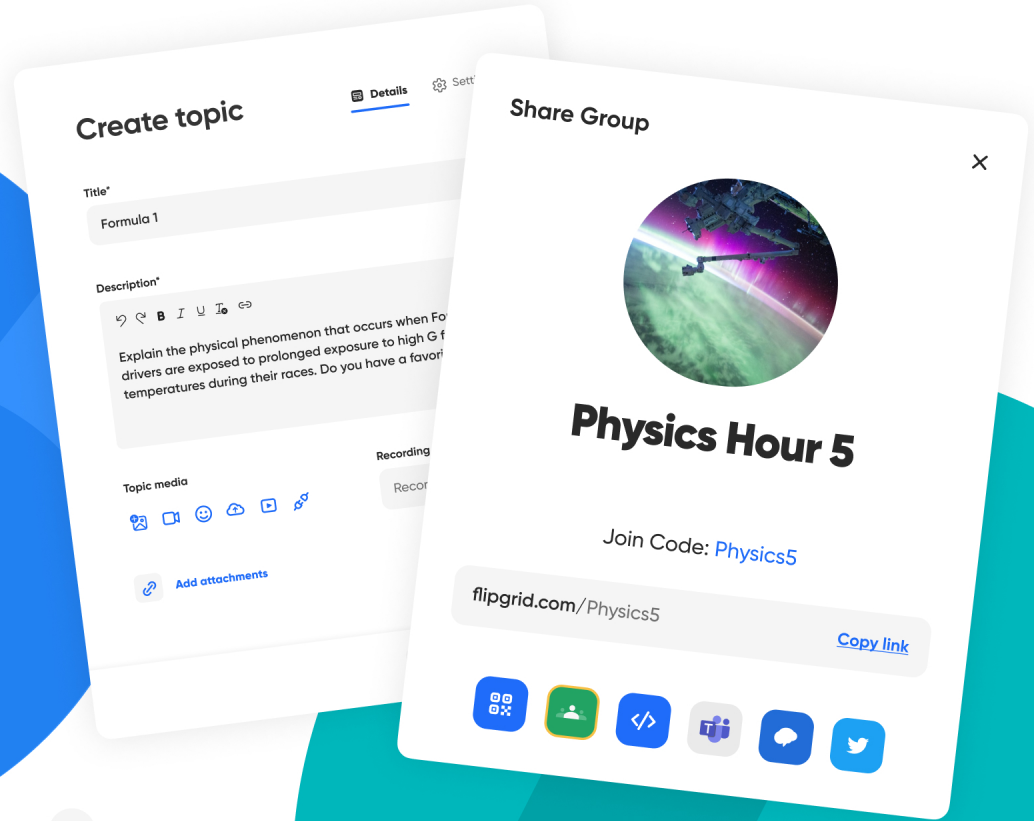 Create topic
Details
Title*
Formula 1
Description*
B I U
Explain the physical phenomenon that occurs when
drivers are exposed to prolonged exposure to high G
temperatures during their races. Do you have a
Topic media
Recording
Add attachments
Share Group
Physics Hour 5
Join Code: Physics5
flipgrid.com/Physics5
Copy link
T